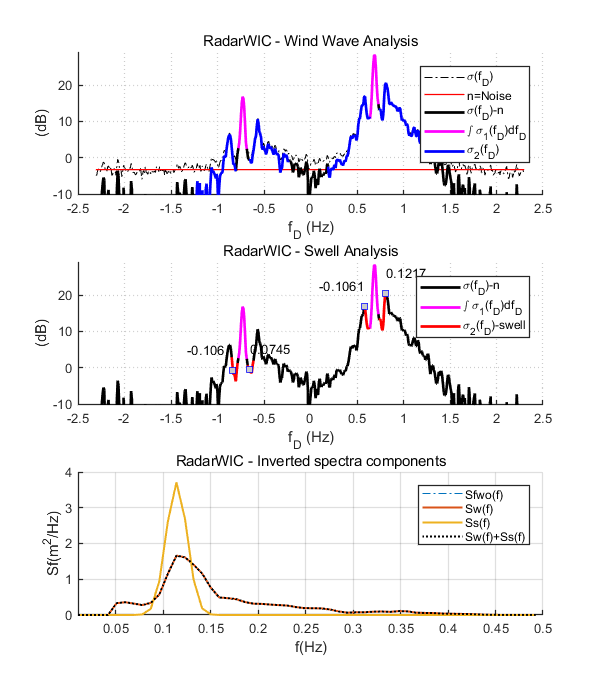 RadarWIC - Wind Wave Analysis
20
10
0
-10
(dB)
σ(f_D)
n=Noise
σ(f_D)-n
∫ σ_1(f_D)df_D
σ_2(f_D)
-2.5 -2 -1.5 -1 -0.5 0 0.5 1 1.5 2 2.5
f_D (Hz)
RadarWIC - Swell Analysis
20
10
0
-10
(dB)
-0.1061
0.1217
-0.106
0.0745
σ(f_D)-n
∫ σ_1(f_D)df_D
σ_2(f_D)-swell
-2.5 -2 -1.5 -1 -0.5 0 0.5 1 1.5 2 2.5
f_D (Hz)
RadarWIC - Inverted spectra components
4
3
2
1
0
Sf(m²/Hz)
Sfwo(f)
Sw(f)
Ss(f)
Sw(f)+Ss(f)
0.05 0.1 0.15 0.2 0.25 0.3 0.35 0.4 0.45 0.5
f(Hz)